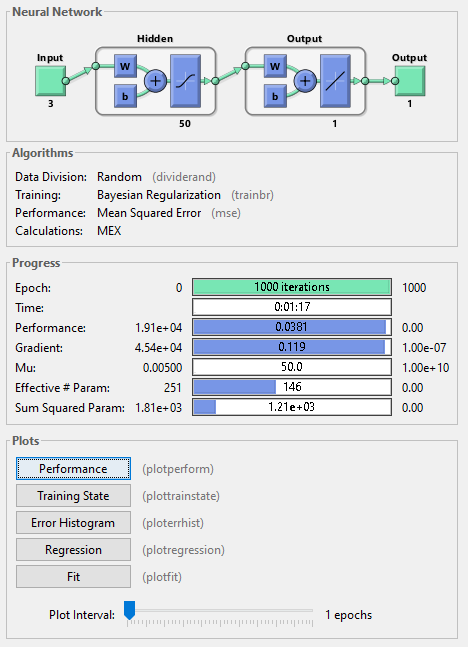 Neural Network
Hidden Output
Input Output
W W
b b
3 50 1 1
Algorithms
Data Division: Random (dividerand)
Training: Bayesian Regularization (trainbr)
Performance: Mean Squared Error (mse)
Calculations: MEX
Progress
Epoch: 0 1000 iterations 1000
Time: 0:01:17
Performance: 1.91e+04 0.0381 0.00
Gradient: 4.54e+04 0.119 1.00e-07
Mu: 0.00500 50.0 1.00e+10
Effective # Param: 251 146 0.00
Sum Squared Param: 1.81e+03 1.21e+03 0.00
Plots
Performance (plotperform)
Training State (plottrainstate)
Error Histogram (ploterrhist)
Regression (plotregression)
Fit (plotfit)
Plot Interval: 1 epochs